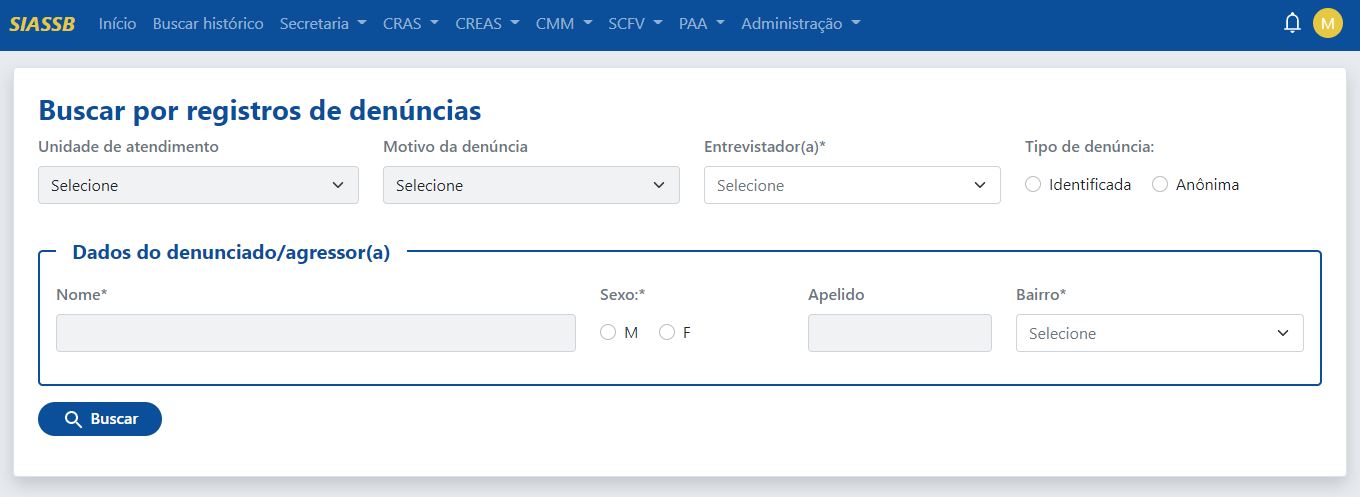 SIASSB Início Buscar histórico Secretaria CRAS CREAS CMM SCFV PAA Administração M
Buscar por registros de denúncias
Unidade de atendimento Motivo da denúncia Entrevistador(a)* Tipo de denúncia:
Selecione Selecione Selecione Identificada Anônima
Dados do denunciado/agressor(a)
Nome* Sexo:* Apelido Bairro*
M F Selecione
Buscar